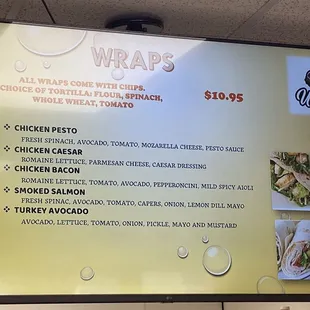 WRAPS
ALL WRAPS COME WITH CHIPS.
CHOICE OF TORTILLA: FLOUR, SPINACH,
WHOLE WHEAT, TOMATO
$10.95
❖ CHICKEN PESTO
FRESH SPINACH, AVOCADO, TOMATO, MOZARELLA CHEESE, PESTO SAUCE
❖ CHICKEN CAESAR
ROMAINE LETTUCE, PARMESAN CHEESE, CAESAR DRESSING
❖ CHICKEN BACON
ROMAINE LETTUCE, TOMATO, AVOCADO, PEPPERONCINI, MILD SPICY AIOLI
❖ SMOKED SALMON
FRESH SPINAC, AVOCADO, TOMATO, CAPERS, ONION, LEMON DILL MAYO
❖ TURKEY AVOCADO
AVOCADO, LETTUCE, TOMATO, ONION, PICKLE, MAYO AND MUSTARD